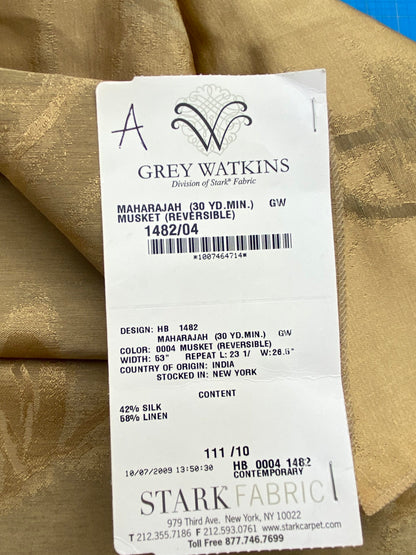 A
GREY WATKINS
Division of Stark® Fabric
MAHARAJAH (30 YD.MIN.) GW
MUSKET (REVERSIBLE)
1482/04
*1007464714*
DESIGN: HB 1482
MAHARAJAH (30 YD.MIN.) GW
COLOR: 0004 MUSKET (REVERSIBLE)
WIDTH: 53" REPEAT L: 23 1/ W:26.5"
COUNTRY OF ORIGIN: INDIA
STOCKED IN: NEW YORK
CONTENT
42% SILK
58% LINEN
111 /10
10/07/2009 13:50:30 HB 0004 1482
CONTEMPORARY
STARK FABRIC
979 Third Ave. New York, NY 10022
T 212.355.7186 F 212.593.0761 www.starkcarpet.com
Toll Free 877.746.7699